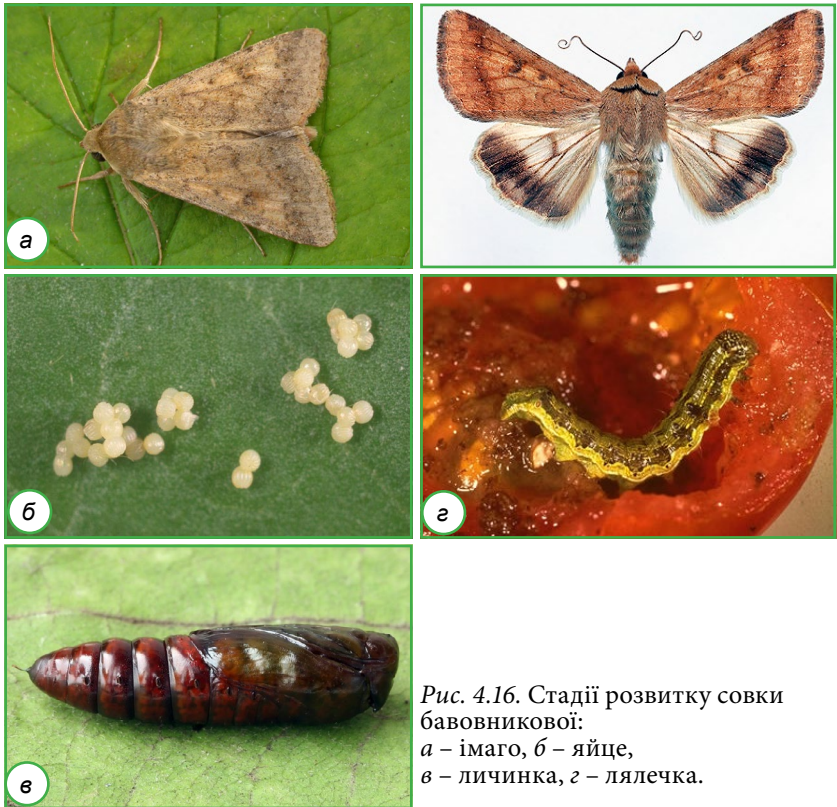 а
б
г
в
Рис. 4.16. Стадії розвитку совки
бавовникової:
а – імаго, б – яйце,
в – личинка, г – лялечка.